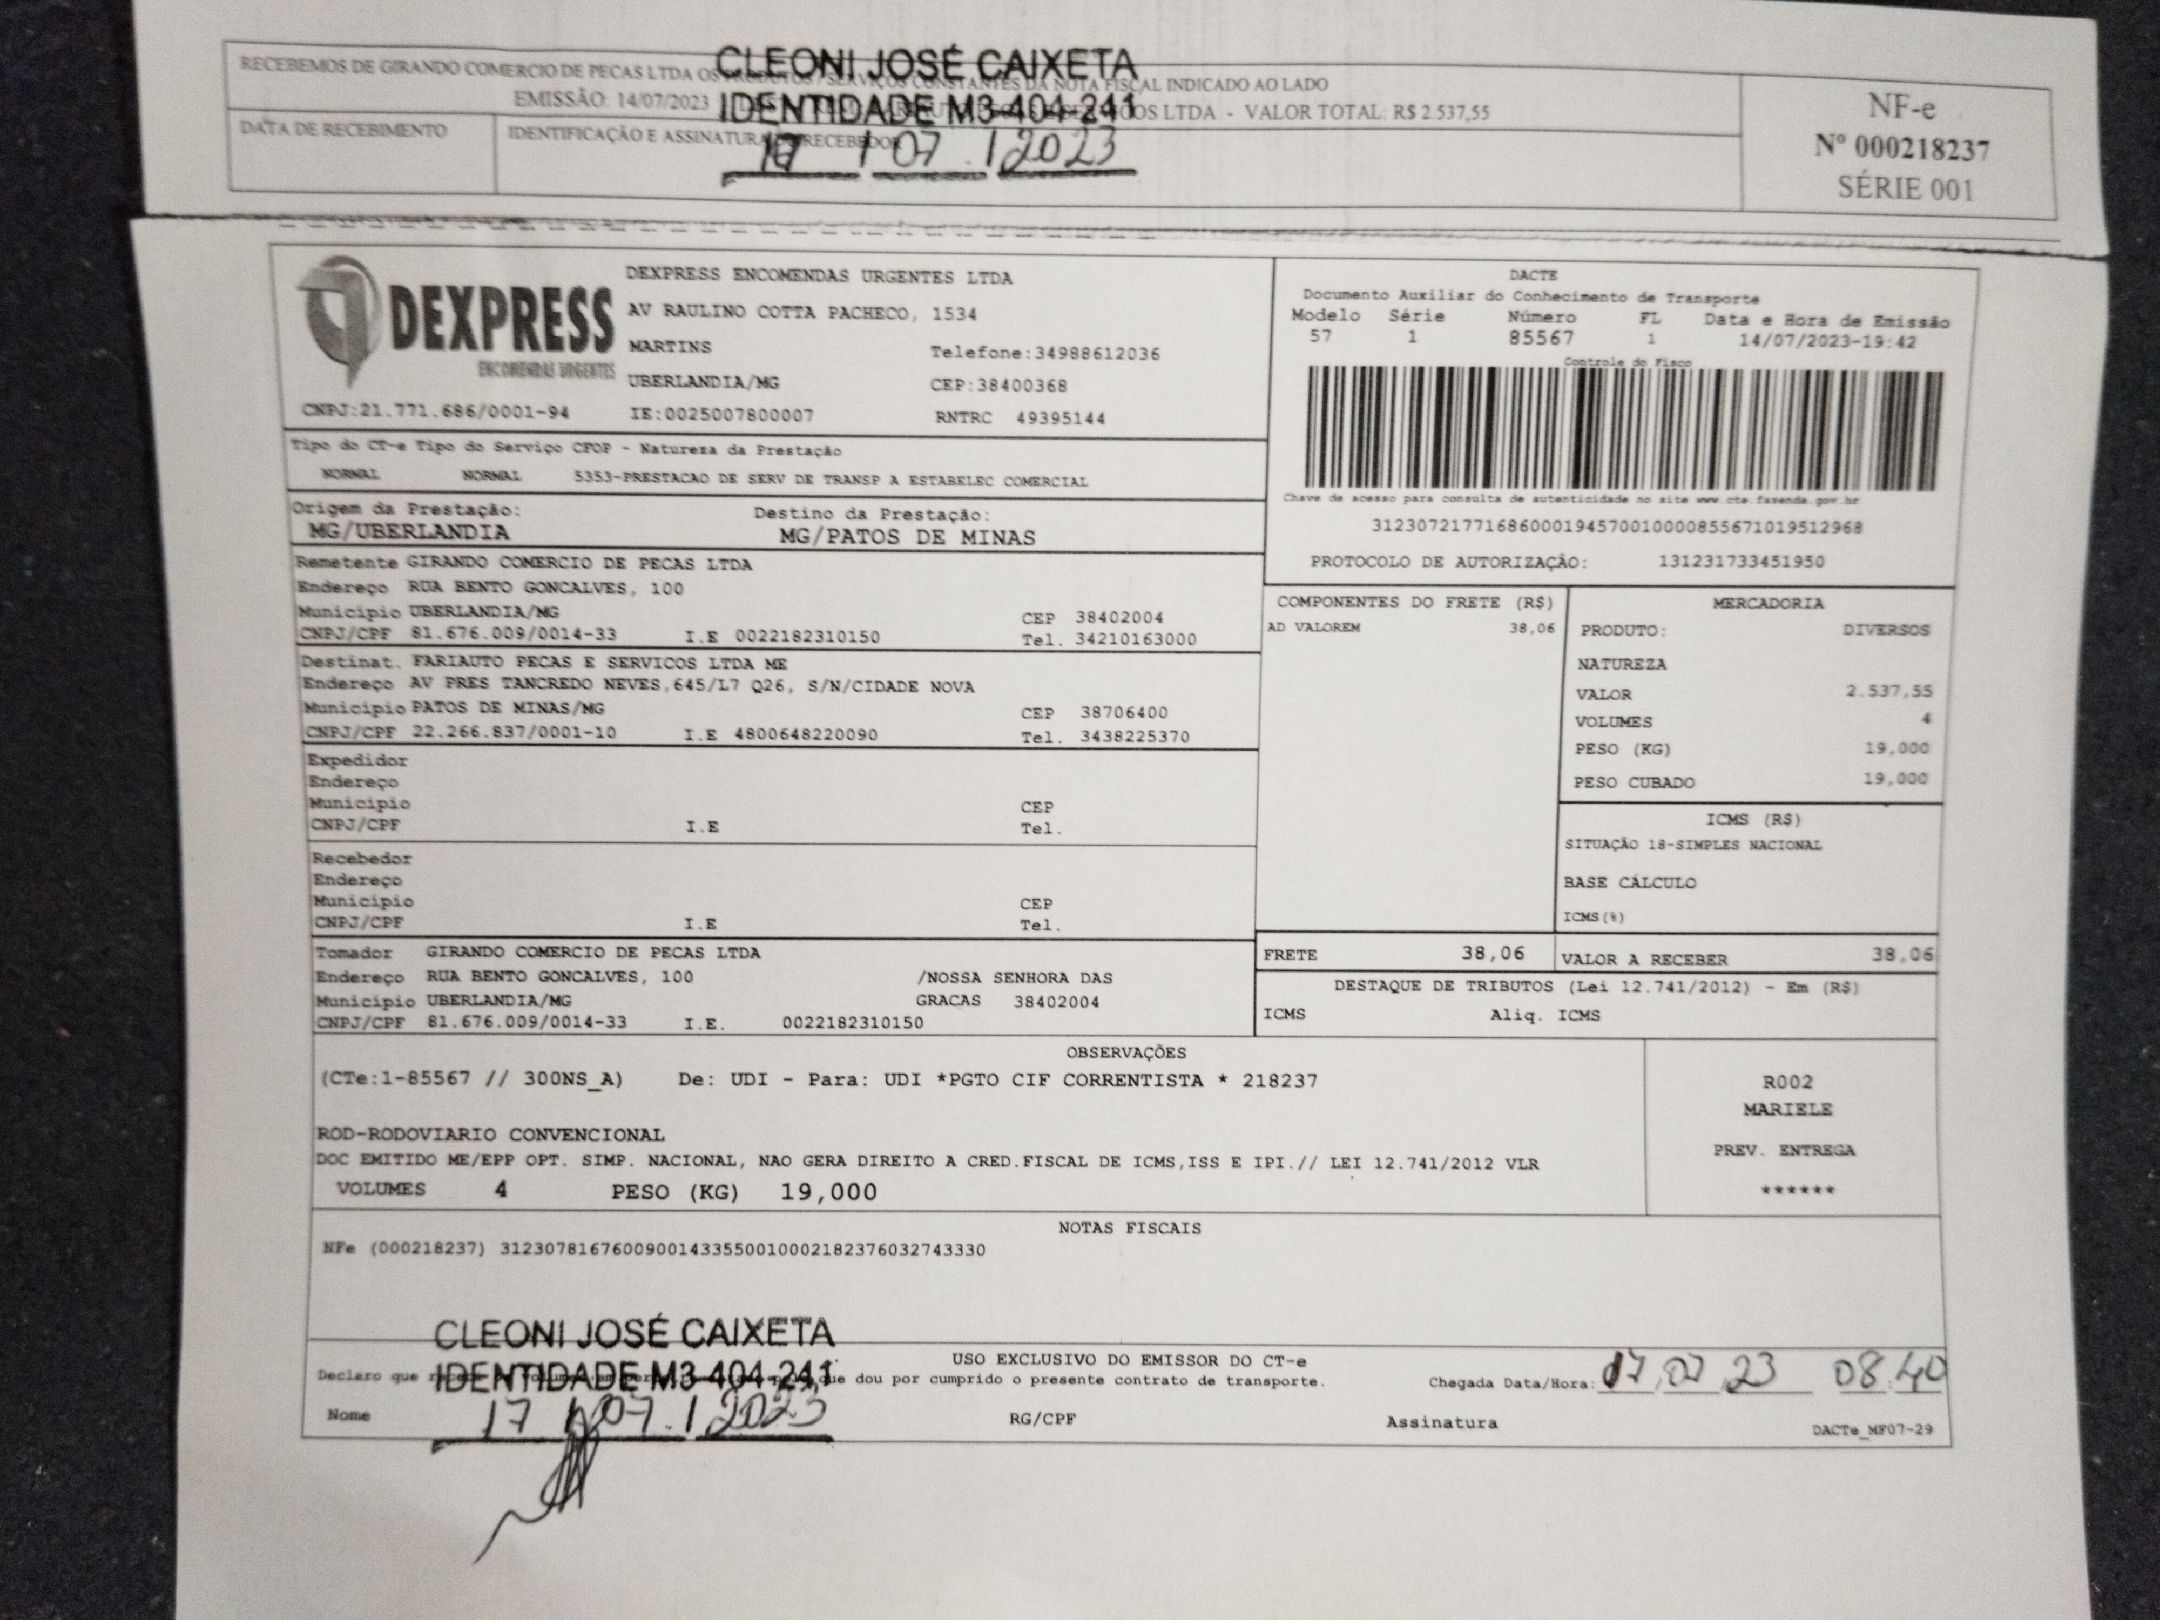 CLEONI JOSÉ CAIXETA
RECEBEMOS DE GIRANDO COMERCIO DE PECAS LTDA OS PRODUTOS / SERVIÇOS CONSTANTES DA NOTA FISCAL INDICADO AO LADO
IDENTIDADE M3-404-241
EMISSÃO: 14/07/2023 SERVICOS LTDA - VALOR TOTAL: R$ 2.537,55
DATA DE RECEBIMENTO
IDENTIFICAÇÃO E ASSINATURA DO RECEBEDOR
17 / 07 / 2023
NF-e
Nº 000218237
SÉRIE 001
DEXPRESS
ENCOMENDAS URGENTES
DEXPRESS ENCOMENDAS URGENTES LTDA
AV RAULINO COTTA PACHECO, 1534
MARTINS Telefone:34988612036
UBERLANDIA/MG CEP:38400368
CNPJ:21.771.686/0001-94 IE:0025007800007 RNTRC 49395144
DACTE
Documento Auxiliar do Conhecimento de Transporte
Modelo Série Número FL Data e Hora de Emissão
57 1 85567 1 14/07/2023-19:42
Controle do Fisco
Chave de acesso para consulta de autenticidade no site www.cte.fazenda.gov.br
31230721771686000194570010000855671019512968
PROTOCOLO DE AUTORIZAÇÃO: 131231733451950
Tipo do CT-e Tipo do Serviço CFOP - Natureza da Prestação
NORMAL NORMAL 5353-PRESTACAO DE SERV DE TRANSP A ESTABELEC COMERCIAL
Origem da Prestação: Destino da Prestação:
MG/UBERLANDIA MG/PATOS DE MINAS
Remetente GIRANDO COMERCIO DE PECAS LTDA
Endereço RUA BENTO GONCALVES, 100
Município UBERLANDIA/MG CEP 38402004
CNPJ/CPF 81.676.009/0014-33 I.E 0022182310150 Tel. 34210163000
Destinat. FARIAUTO PECAS E SERVICOS LTDA ME
Endereço AV PRES TANCREDO NEVES,645/L7 Q26, S/N/CIDADE NOVA
Município PATOS DE MINAS/MG CEP 38706400
CNPJ/CPF 22.266.837/0001-10 I.E 4800648220090 Tel. 3438225370
Expedidor
Endereço
Município CEP
CNPJ/CPF I.E Tel.
Recebedor
Endereço
Município CEP
CNPJ/CPF I.E Tel.
Tomador GIRANDO COMERCIO DE PECAS LTDA
Endereço RUA BENTO GONCALVES, 100 /NOSSA SENHORA DAS
Município UBERLANDIA/MG GRACAS 38402004
CNPJ/CPF 81.676.009/0014-33 I.E. 0022182310150
COMPONENTES DO FRETE (R$)
AD VALOREM 38,06
MERCADORIA
PRODUTO: DIVERSOS
NATUREZA
VALOR 2.537,55
VOLUMES 4
PESO (KG) 19,000
PESO CUBADO 19,000
ICMS (R$)
SITUAÇÃO 18-SIMPLES NACIONAL
BASE CÁLCULO
ICMS(%)
FRETE 38,06 VALOR A RECEBER 38,06
DESTAQUE DE TRIBUTOS (Lei 12.741/2012) - Em (R$)
ICMS Aliq. ICMS
OBSERVAÇÕES
(CTe:1-85567 // 300NS_A) De: UDI - Para: UDI *PGTO CIF CORRENTISTA * 218237
ROD-RODOVIARIO CONVENCIONAL
DOC EMITIDO ME/EPP OPT. SIMP. NACIONAL, NAO GERA DIREITO A CRED.FISCAL DE ICMS,ISS E IPI.// LEI 12.741/2012 VLR
VOLUMES 4 PESO (KG) 19,000
R002
MARIELE
PREV. ENTREGA
******
NOTAS FISCAIS
NFe (000218237) 31230781676009001433550010002182376032743330
CLEONI JOSÉ CAIXETA
USO EXCLUSIVO DO EMISSOR DO CT-e
IDENTIDADE M3-404-241
Declaro que que dou por cumprido o presente contrato de transporte.
Chegada Data/Hora: 17 07 23 08:40
17 / 07 / 2023
Nome RG/CPF Assinatura DACTe_MF07-29